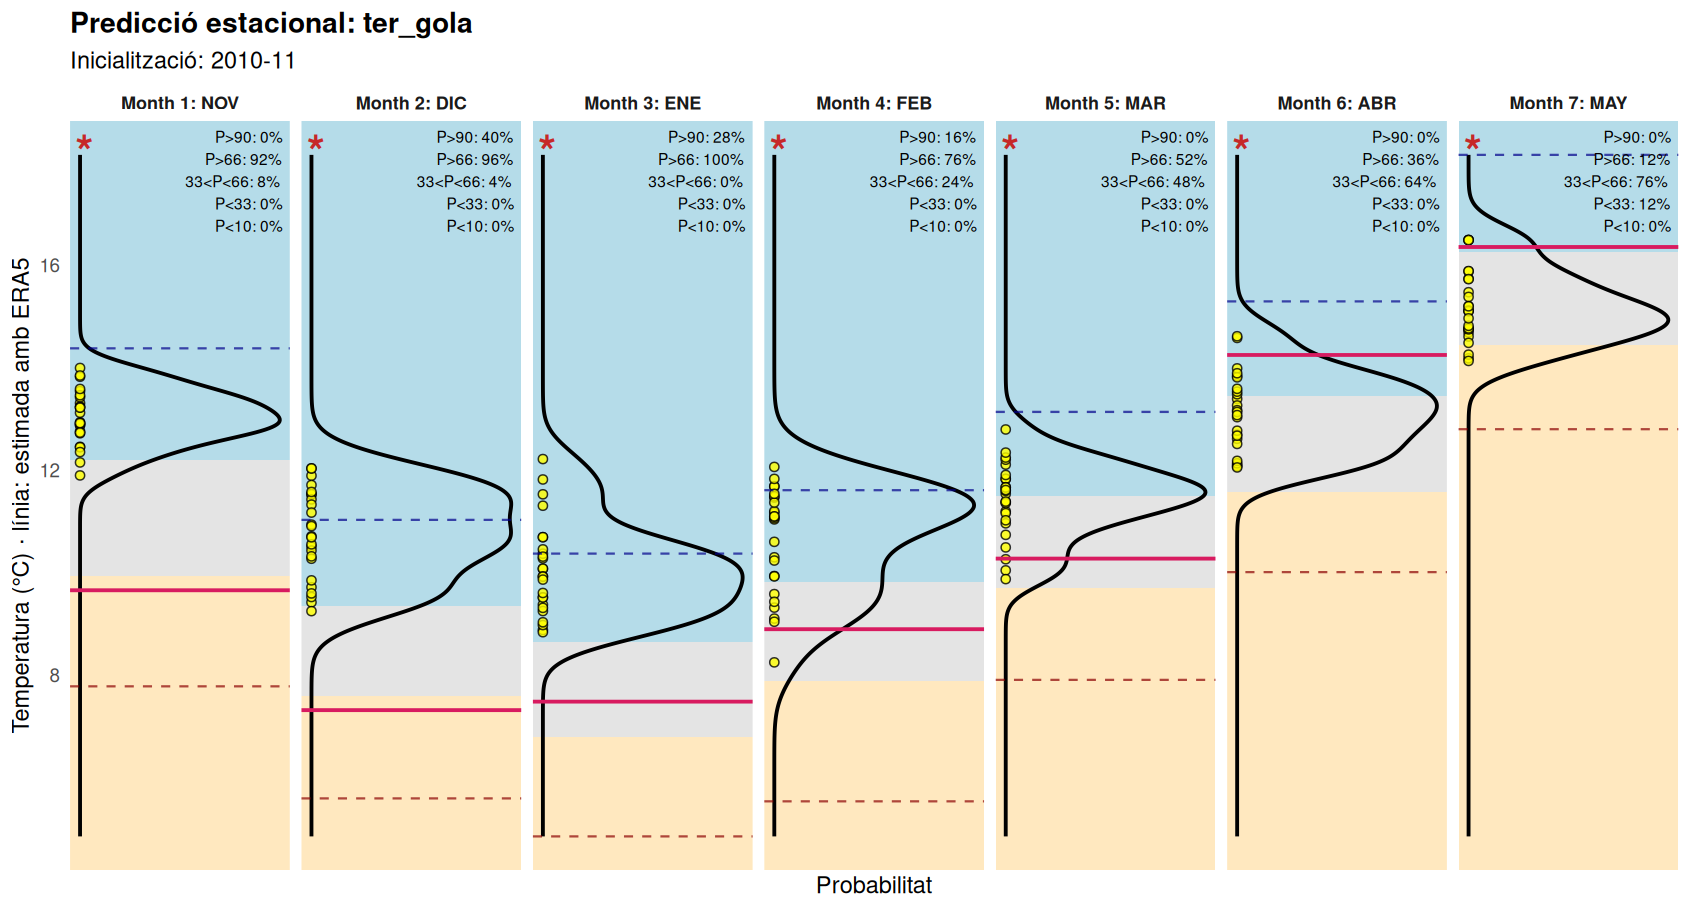 Predicció estacional: ter_gola
Inicialització: 2010-11
Month 1: NOV
Month 2: DIC
Month 3: ENE
Month 4: FEB
Month 5: MAR
Month 6: ABR
Month 7: MAY
*
P>90: 0%
P>66: 92%
33<P<66: 8%
P<33: 0%
P<10: 0%
*
P>90: 40%
P>66: 96%
33<P<66: 4%
P<33: 0%
P<10: 0%
*
P>90: 28%
P>66: 100%
33<P<66: 0%
P<33: 0%
P<10: 0%
*
P>90: 16%
P>66: 76%
33<P<66: 24%
P<33: 0%
P<10: 0%
*
P>90: 0%
P>66: 52%
33<P<66: 48%
P<33: 0%
P<10: 0%
*
P>90: 0%
P>66: 36%
33<P<66: 64%
P<33: 0%
P<10: 0%
*
P>90: 0%
P>66: 12%
33<P<66: 76%
P<33: 12%
P<10: 0%
16
12
8
Temperatura (°C) · línia: estimada amb ERA5
Probabilitat